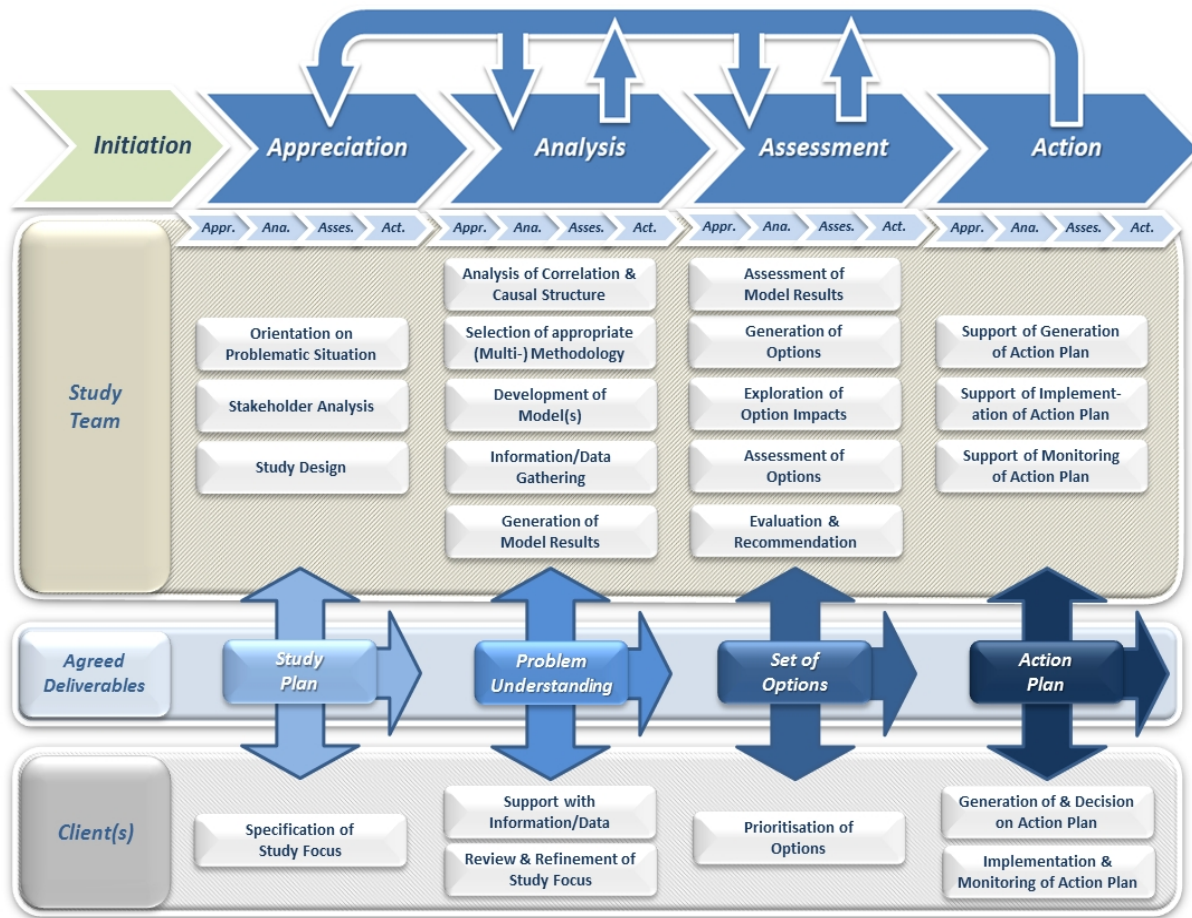 Initiation
Appreciation
Analysis
Assessment
Action
Appr.
Ana.
Asses.
Act.
Appr.
Ana.
Asses.
Act.
Appr.
Ana.
Asses.
Act.
Appr.
Ana.
Asses.
Act.
Study
Team
Orientation on
Problematic Situation
Stakeholder Analysis
Study Design
Analysis of Correlation &
Causal Structure
Selection of appropriate
(Multi-) Methodology
Development of
Model(s)
Information/Data
Gathering
Generation of
Model Results
Assessment of
Model Results
Generation of
Options
Exploration of
Option Impacts
Assessment of
Options
Evaluation &
Recommendation
Support of Generation
of Action Plan
Support of Implement-
ation of Action Plan
Support of Monitoring
of Action Plan
Agreed
Deliverables
Study
Plan
Problem
Understanding
Set of
Options
Action
Plan
Client(s)
Specification of
Study Focus
Support with
Information/Data
Review & Refinement of
Study Focus
Prioritisation of
Options
Generation of & Decision
on Action Plan
Implementation &
Monitoring of Action Plan